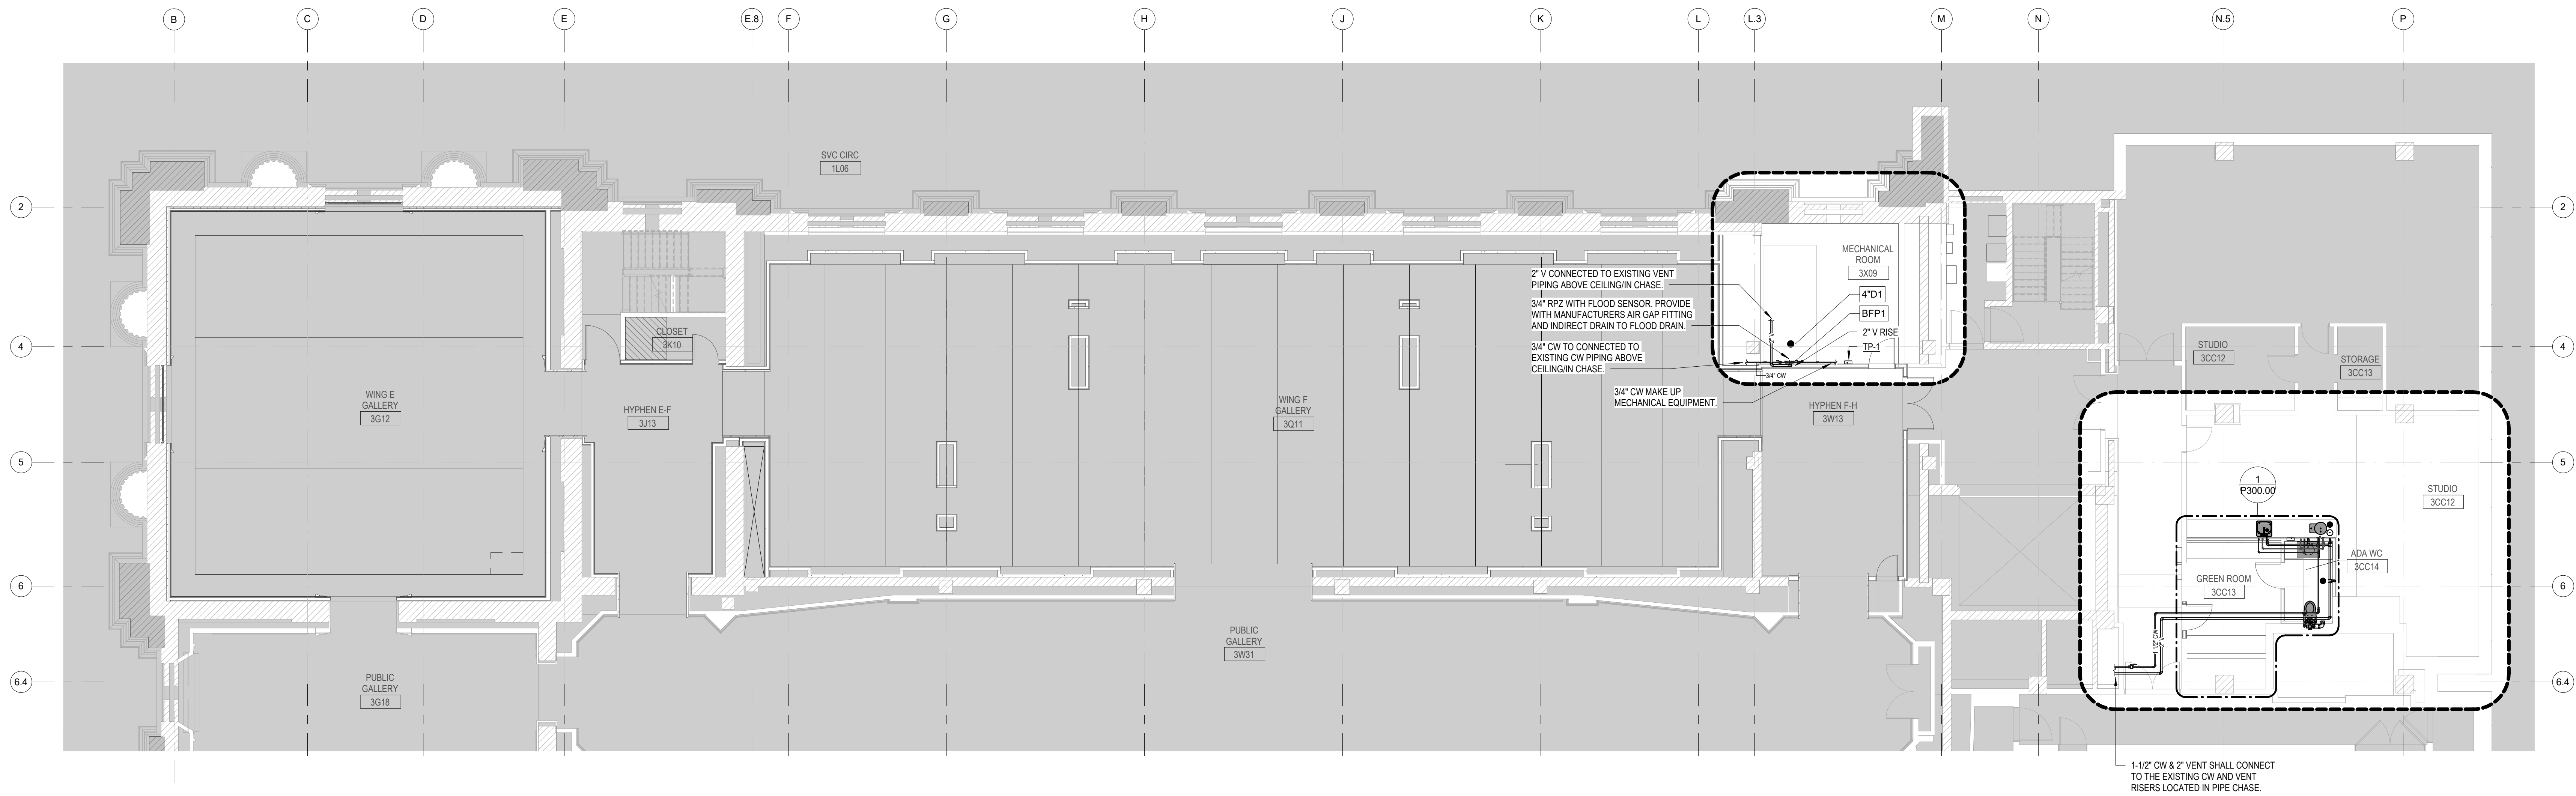 B
C
D
E
E.8
F
G
H
J
K
L
L.3
M
N
N.5
P
SVC CIRC
1L06
2
2
MECHANICAL
ROOM
3X09
2" V CONNECTED TO EXISTING VENT
PIPING ABOVE CEILING/IN CHASE.
4"D1
3/4" RPZ WITH FLOOD SENSOR. PROVIDE
WITH MANUFACTURERS AIR GAP FITTING
AND INDIRECT DRAIN TO FLOOD DRAIN.
BFP1
2" V RISE
2" V
TP-1
3/4" CW TO CONNECTED TO
EXISTING CW PIPING ABOVE
CEILING/IN CHASE.
3/4" CW
3/4" CW MAKE UP
MECHANICAL EQUIPMENT.
CLOSET
3K10
4
4
STUDIO
3CC12
STORAGE
3CC13
WING E
GALLERY
3G12
HYPHEN E-F
3J13
WING F
GALLERY
3Q11
HYPHEN F-H
3W13
5
5
1
P300.00
STUDIO
3CC12
ADA WC
3CC14
GREEN ROOM
3CC13
6
6
1 1/2" CW
2" V
PUBLIC
GALLERY
3W31
PUBLIC
GALLERY
3G18
6.4
6.4
1-1/2" CW & 2" VENT SHALL CONNECT
TO THE EXISTING CW AND VENT
RISERS LOCATED IN PIPE CHASE.